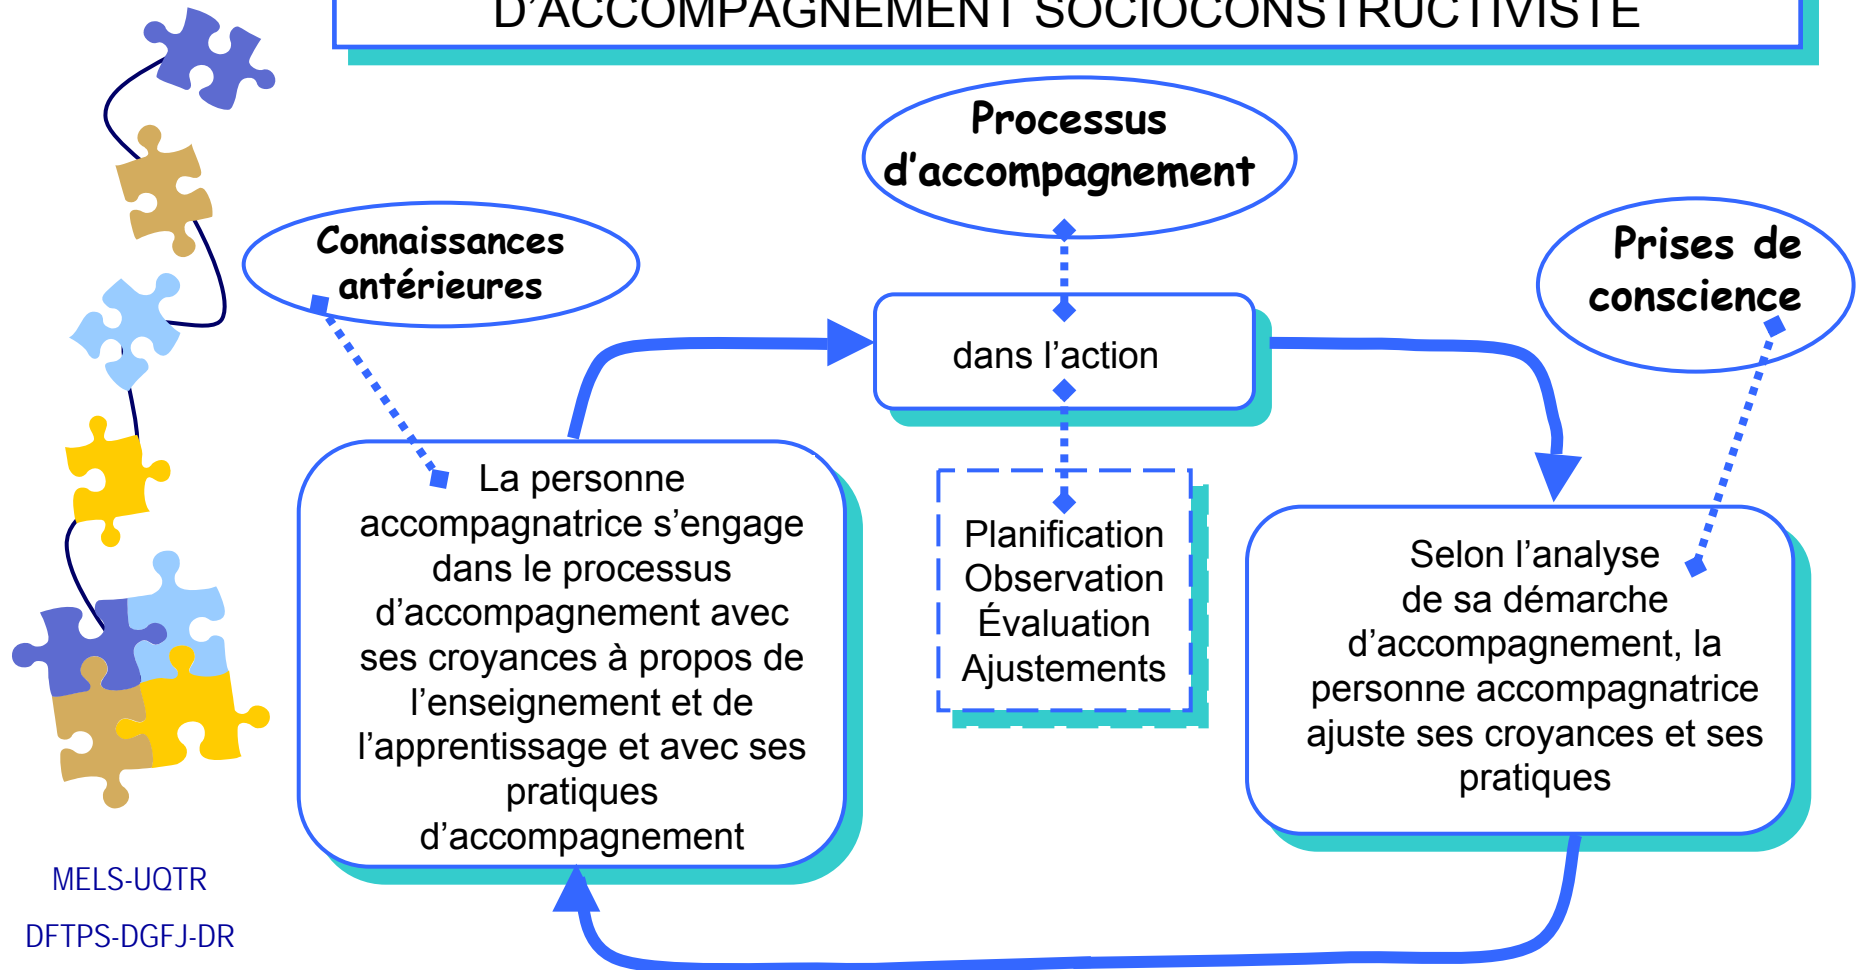 D'ACCOMPAGNEMENT SOCIOCONSTRUCTIVISTE
Processus
d'accompagnement
Connaissances
antérieures
Prises de
conscience
dans l'action
La personne
accompagnatrice s'engage
dans le processus
d'accompagnement avec
ses croyances à propos de
l'enseignement et de
l'apprentissage et avec ses
pratiques
d'accompagnement
Planification
Observation
Évaluation
Ajustements
Selon l'analyse
de sa démarche
d'accompagnement, la
personne accompagnatrice
ajuste ses croyances et ses
pratiques
MELS-UQTR
DFTPS-DGFJ-DR